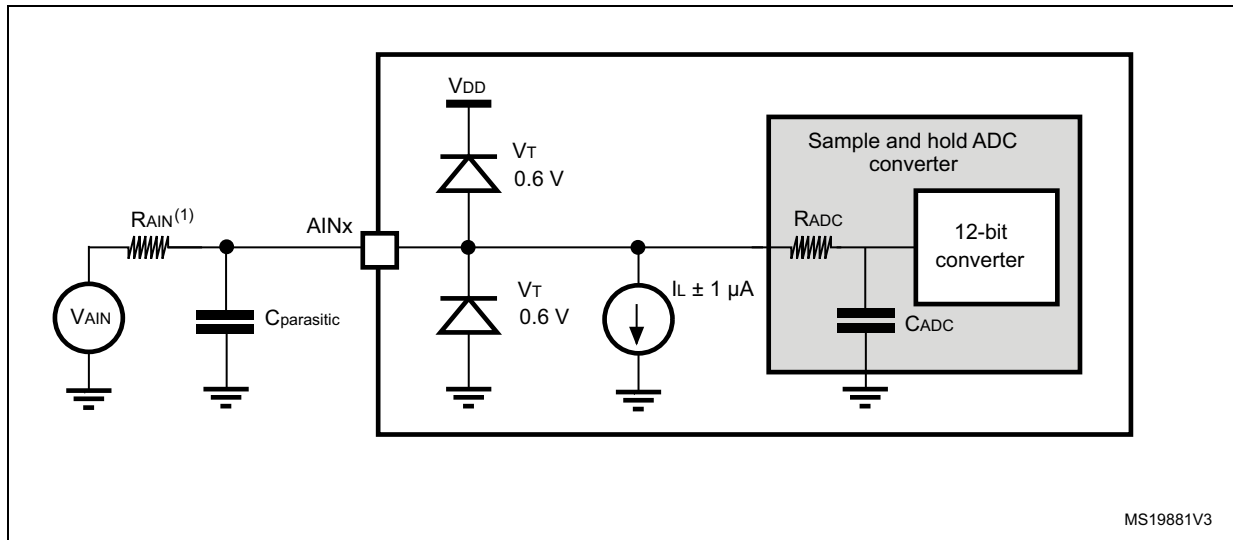 VDD
Sample and hold ADC
converter
VT
0.6 V
RAIN(1)
AINx
RADC
12-bit
converter
VT
0.6 V
IL ± 1 µA
VAIN
Cparasitic
CADC
MS19881V3